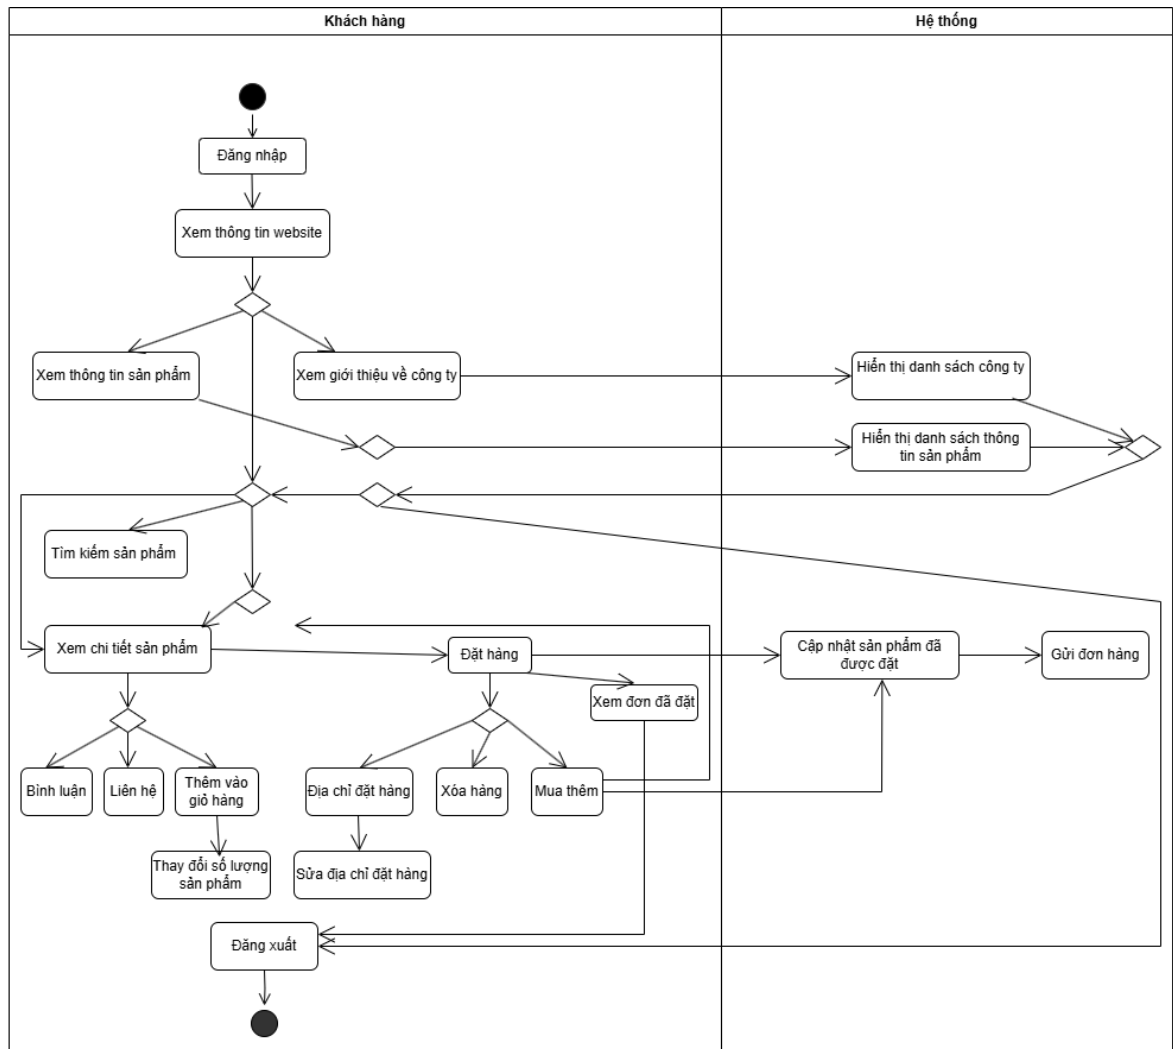 Khách hàng
Hệ thống
Đăng nhập
Xem thông tin website
Xem thông tin sản phẩm
Xem giới thiệu về công ty
Hiển thị danh sách công ty
Hiển thị danh sách thông
tin sản phẩm
Tìm kiếm sản phẩm
Xem chi tiết sản phẩm
Đặt hàng
Cập nhật sản phẩm đã
được đặt
Gửi đơn hàng
Xem đơn đã đặt
Bình luận
Liên hệ
Thêm vào
giỏ hàng
Địa chỉ đặt hàng
Xóa hàng
Mua thêm
Thay đổi số lượng
sản phẩm
Sửa địa chỉ đặt hàng
Đăng xuất